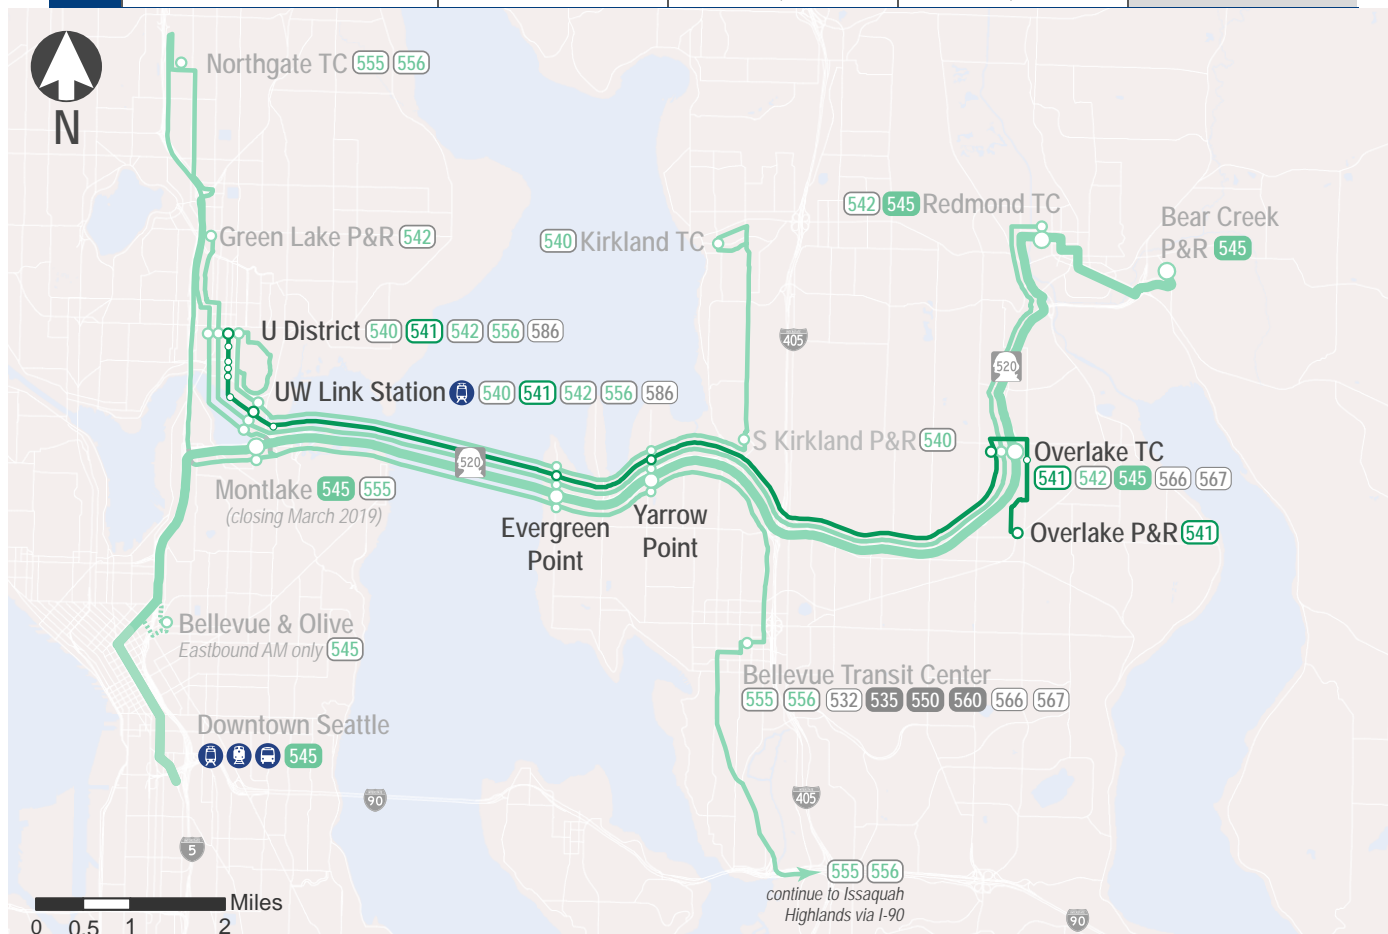 N
Northgate TC 555 556
Green Lake P&R 542
540 Kirkland TC
542 545 Redmond TC
Bear Creek
P&R 545
U District 540 541 542 556 586
405
520
UW Link Station 540 541 542 556 586
S Kirkland P&R 540
520
Overlake TC
541 542 545 566 567
Montlake 545 555
(closing March 2019)
Evergreen
Point
Yarrow
Point
Overlake P&R 541
Bellevue & Olive
Eastbound AM only 545
Bellevue Transit Center
555 556 532 535 550 560 566 567
Downtown Seattle
545
90
405
5
555 556
continue to Issaquah
Highlands via I-90
90
Miles
0 0.5 1 2